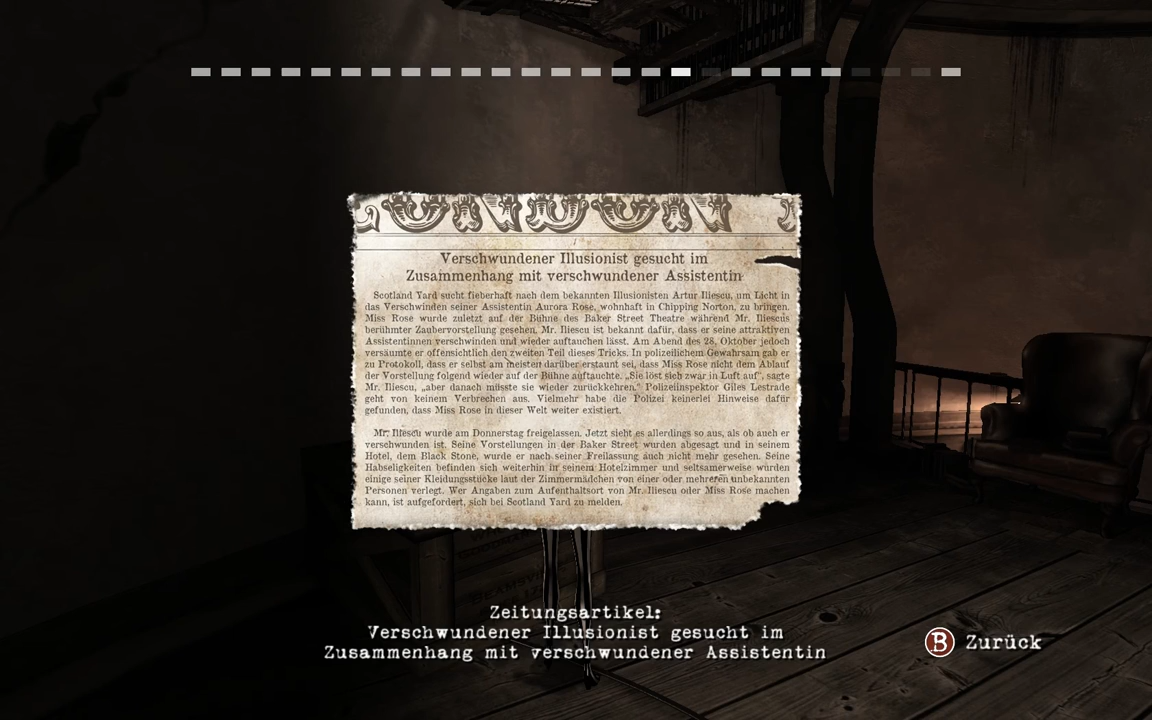 Verschwundener Illusionist gesucht im
Zusammenhang mit verschwundener Assistentin
Scotland Yard sucht fieberhaft nach dem bekannten Illusionisten Artur Iliescu, um Licht in
das Verschwinden seiner Assistentin Aurora Rose, wohnhaft in Chipping Norton, zu bringen.
Miss Rose wurde zuletzt auf der Bühne des Baker Street Theatre während Mr. Iliescus
berühmter Zaubervorstellung gesehen. Mr. Iliescu ist bekannt dafür, dass er seine attraktiven
Assistentinnen verschwinden und wieder auftauchen lässt. Am Abend des 28. Oktober jedoch
versäumte er offensichtlich den zweiten Teil dieses Tricks. In polizeilichem Gewahrsam gab er
zu Protokoll, dass er selbst am meisten darüber erstaunt sei, dass Miss Rose nicht dem Ablauf
der Vorstellung folgend wieder auf der Bühne auftauchte. „Sie löst sich zwar in Luft auf", sagte
Mr. Iliescu, „aber danach müsste sie wieder zurückkehren." Polizeiinspektor Giles Lestrade
geht von keinem Verbrechen aus. Vielmehr habe die Polizei keinerlei Hinweise dafür
gefunden, dass Miss Rose in dieser Welt weiter existiert.
Mr. Iliescu wurde am Donnerstag freigelassen. Jetzt sieht es allerdings so aus, als ob auch er
verschwunden ist. Seine Vorstellungen in der Baker Street wurden abgesagt und in seinem
Hotel, dem Black Stone, wurde er nach seiner Freilassung auch nicht mehr gesehen. Seine
Habseligkeiten befinden sich weiterhin in seinem Hotelzimmer und seltsamerweise wurden
einige seiner Kleidungsstücke laut der Zimmermädchen von einer oder mehreren unbekannten
Personen verlegt. Wer Angaben zum Aufenthaltsort von Mr. Iliescu oder Miss Rose machen
kann, ist aufgefordert, sich bei Scotland Yard zu melden.
Zeitungsartikel:
Verschwundener Illusionist gesucht im
Zusammenhang mit verschwundener Assistentin
B Zurück